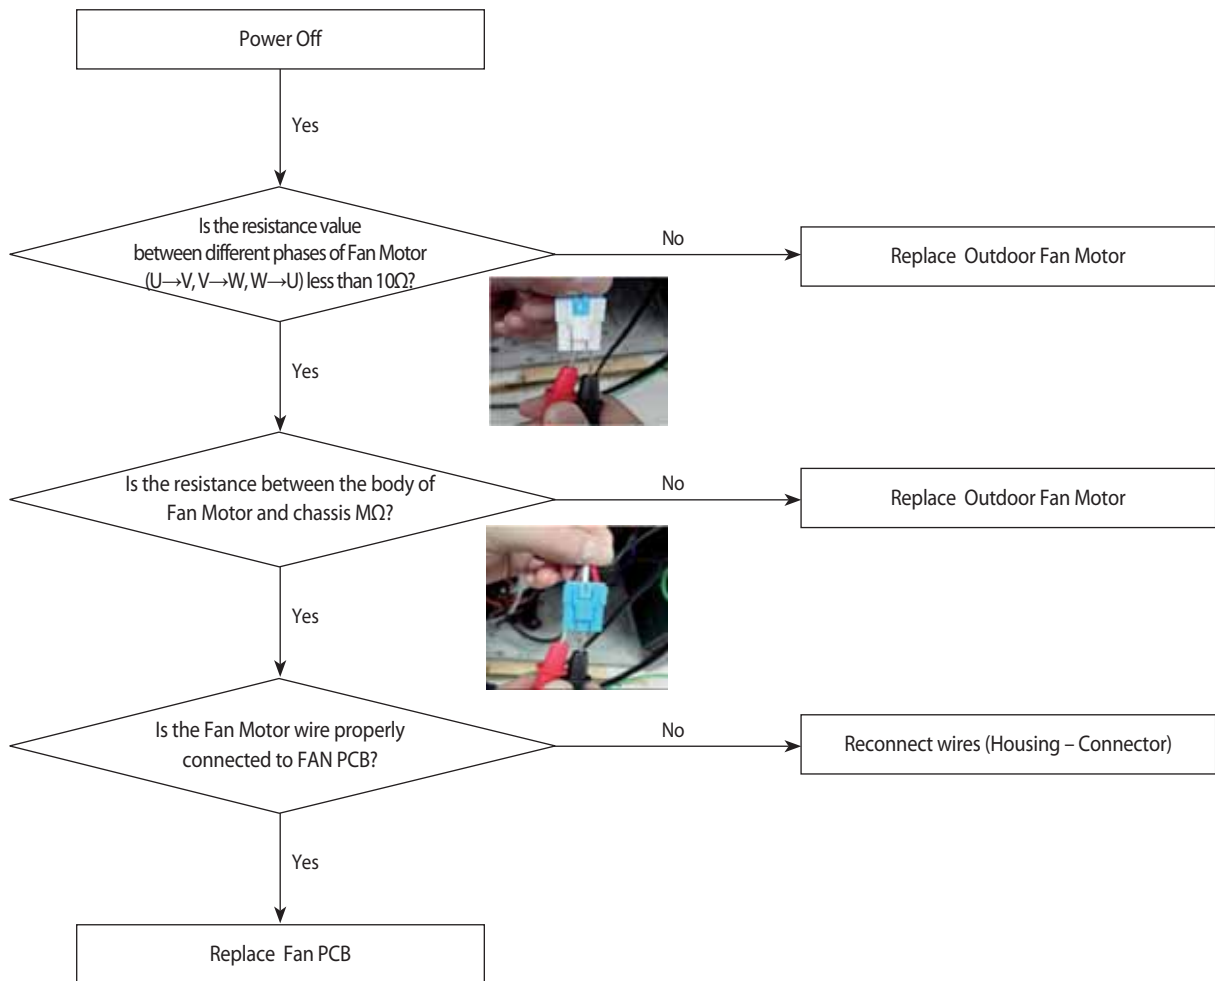 Power Off
Yes
Is the resistance value
between different phases of Fan Motor
(U→V, V→W, W→U) less than 10Ω?
No
Replace Outdoor Fan Motor
Yes
Is the resistance between the body of
Fan Motor and chassis MΩ?
No
Replace Outdoor Fan Motor
Yes
Is the Fan Motor wire properly
connected to FAN PCB?
No
Reconnect wires (Housing – Connector)
Yes
Replace Fan PCB